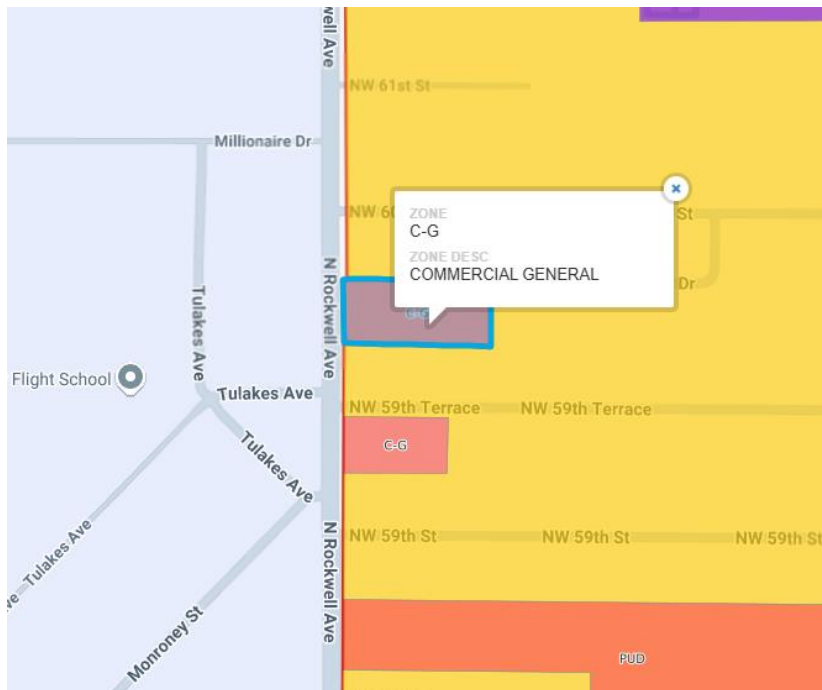 well Ave
NW 61st St
Millionaire Dr
ZONE
C-G
ZONE DESC
COMMERCIAL GENERAL
NW 60
St
Dr
N Rockwell Ave
Tulakes Ave
C-G
Flight School
Tulakes Ave
NW 59th Terrace
NW 59th Terrace
Tulakes Ave
C-G
N Rockwell Ave
NW 59th St
NW 59th St
NW 59th St
Tulakes Ave
ve
Monroney St
PUD